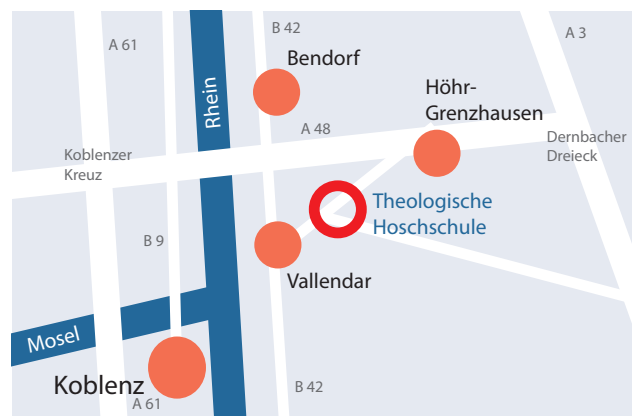 B 42
A 61
A 3
Bendorf
Rhein
Höhr-
Grenzhausen
A 48
Koblenzer
Kreuz
Dernbacher
Dreieck
Theologische
Hoschschule
B 9
Vallendar
Mosel
Koblenz
B 42
A 61